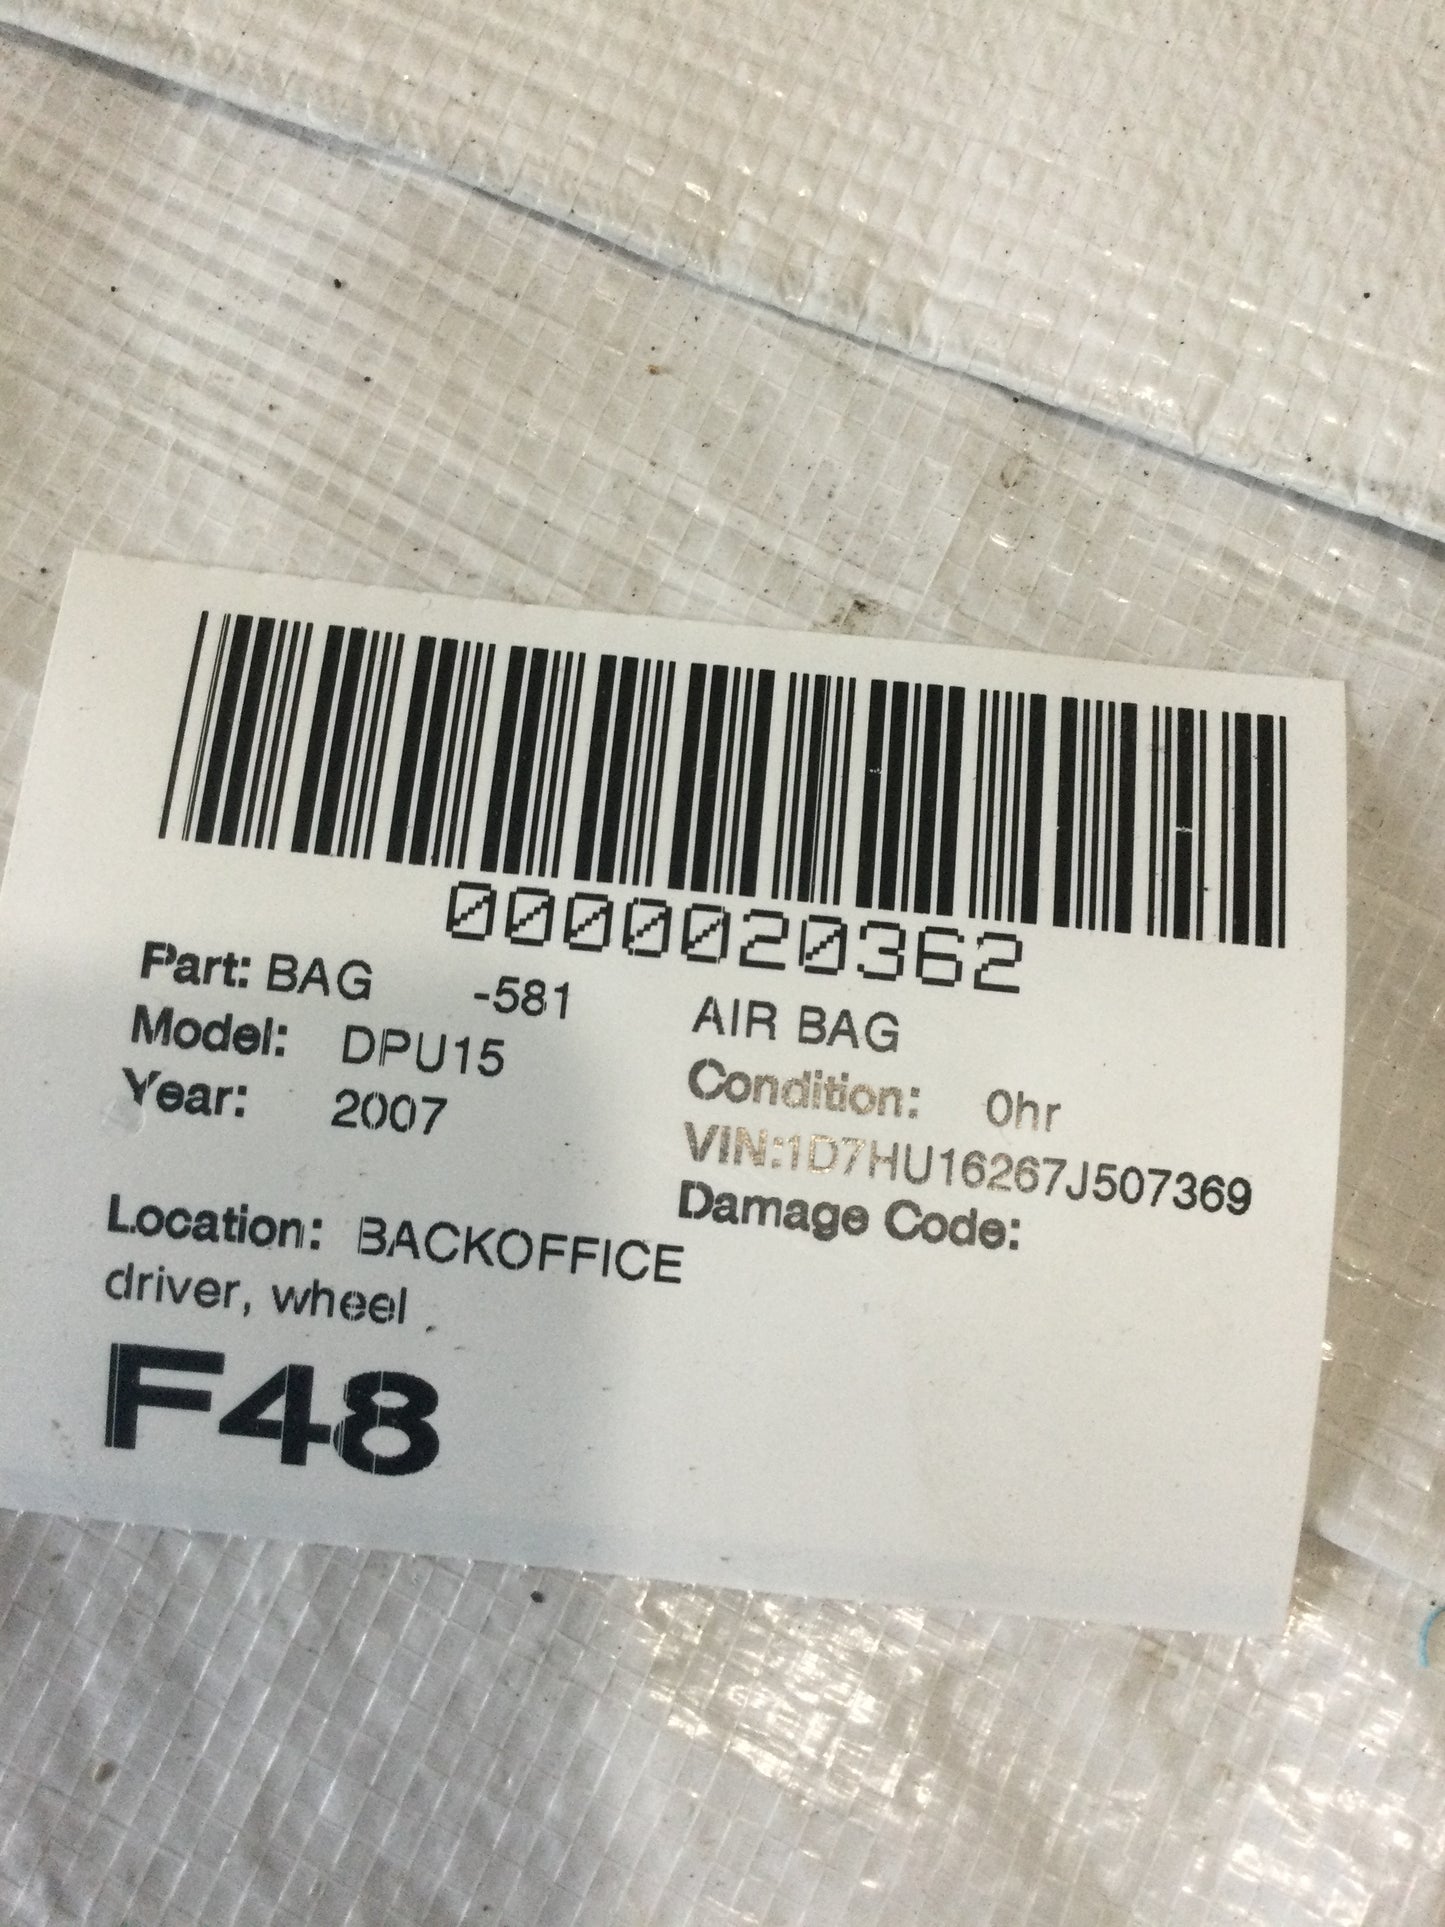 0000020362
Part: BAG -581 AIR BAG
Model: DPU15 Condition: 0hr
Year: 2007 VIN:1D7HU16267J507369
Damage Code:
Location: BACKOFFICE
driver, wheel
F48